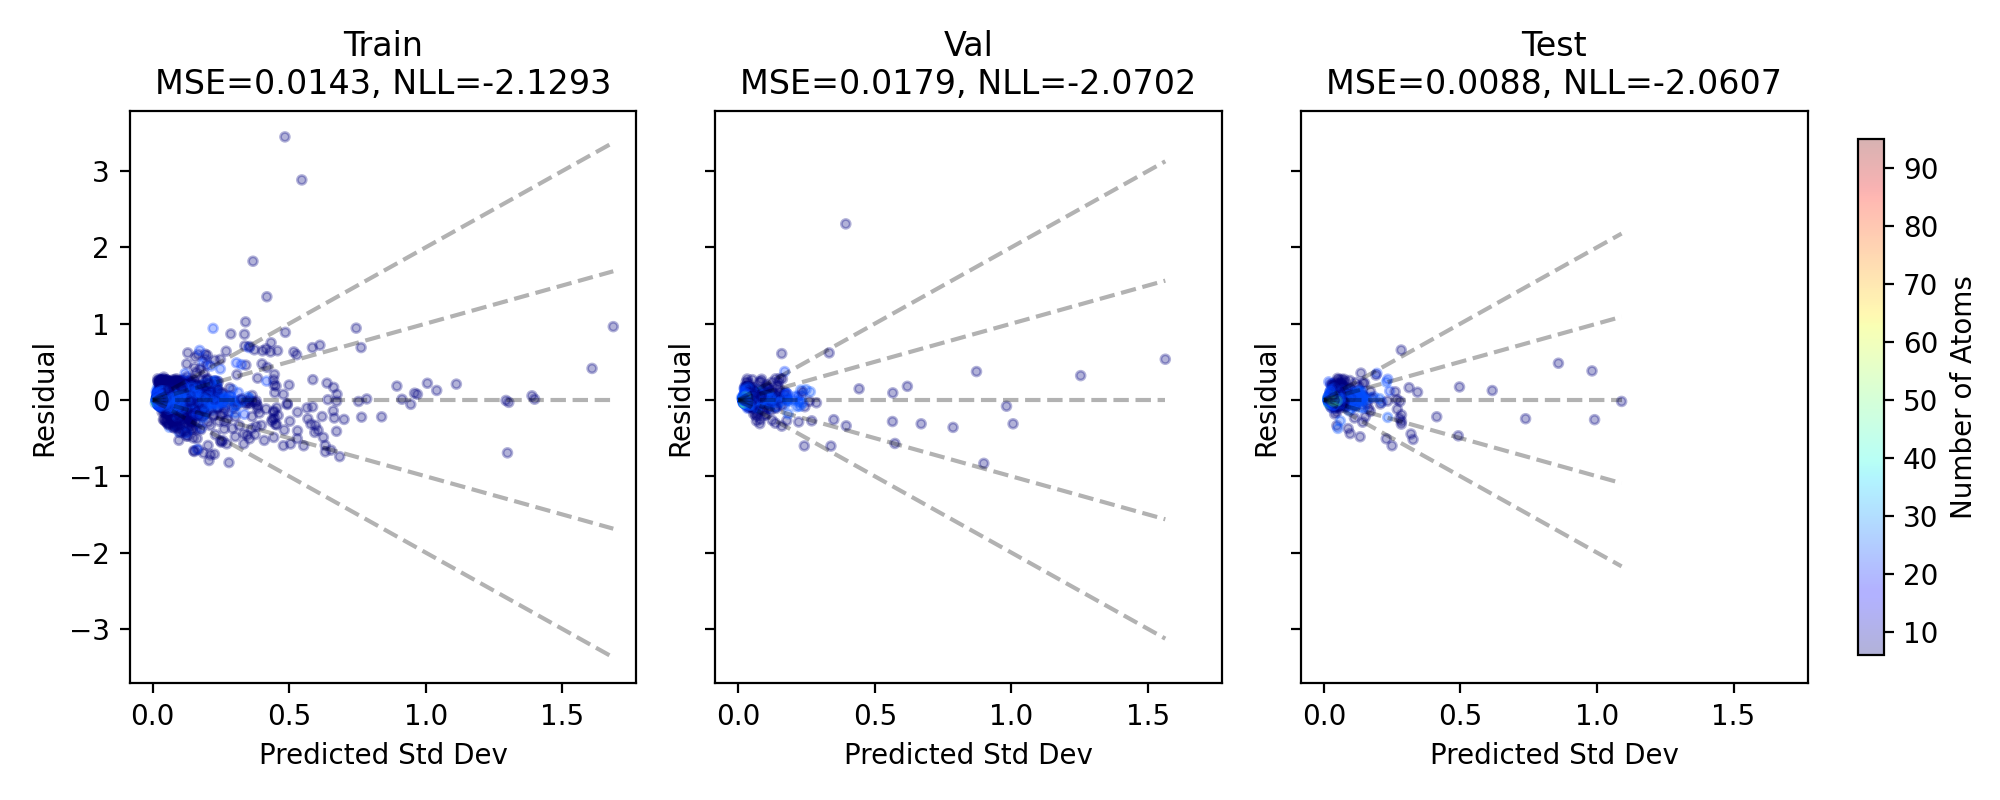 Train
MSE=0.0143, NLL=-2.1293
Val
MSE=0.0179, NLL=-2.0702
Test
MSE=0.0088, NLL=-2.0607
3
2
1
0
−1
−2
−3
Residual
Residual
Residual
0.0 0.5 1.0 1.5
0.0 0.5 1.0 1.5
0.0 0.5 1.0 1.5
Predicted Std Dev
Predicted Std Dev
Predicted Std Dev
90
80
70
60
50
40
30
20
10
Number of Atoms